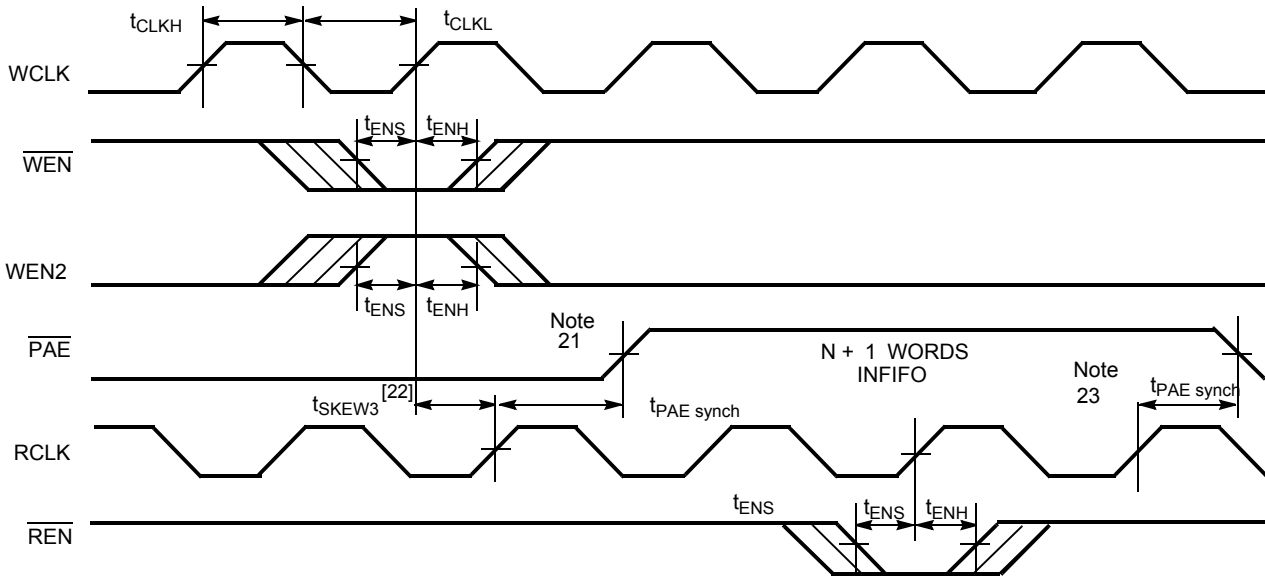 tCLKH
tCLKL
WCLK
tENS
tENH
WEN
WEN2
tENS
tENH
Note
21
PAE
N + 1 WORDS
INFIFO
Note
23
tSKEW3
[22]
tPAE synch
tPAE synch
RCLK
tENS
tENS
tENH
REN